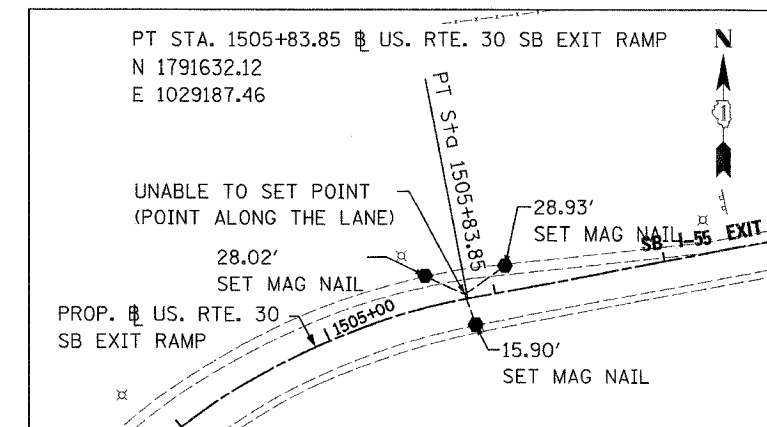 PT STA. 1505+83.85 ℄ US. RTE. 30 SB EXIT RAMP
N 1791632.12
E 1029187.46
N
PT Sta 1505+83.85
UNABLE TO SET POINT
(POINT ALONG THE LANE)
28.93'
SET MAG NAIL
SB I-55 EXIT
28.02'
SET MAG NAIL
PROP. ℄ US. RTE. 30
SB EXIT RAMP
1505+00
15.90'
SET MAG NAIL